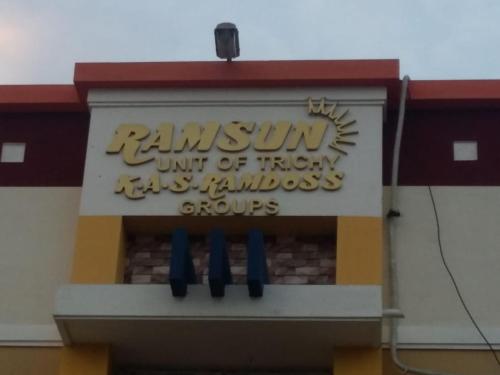 RAMSUN
UNIT OF TRICHY
K.A.S. RAMDOSS
GROUPS